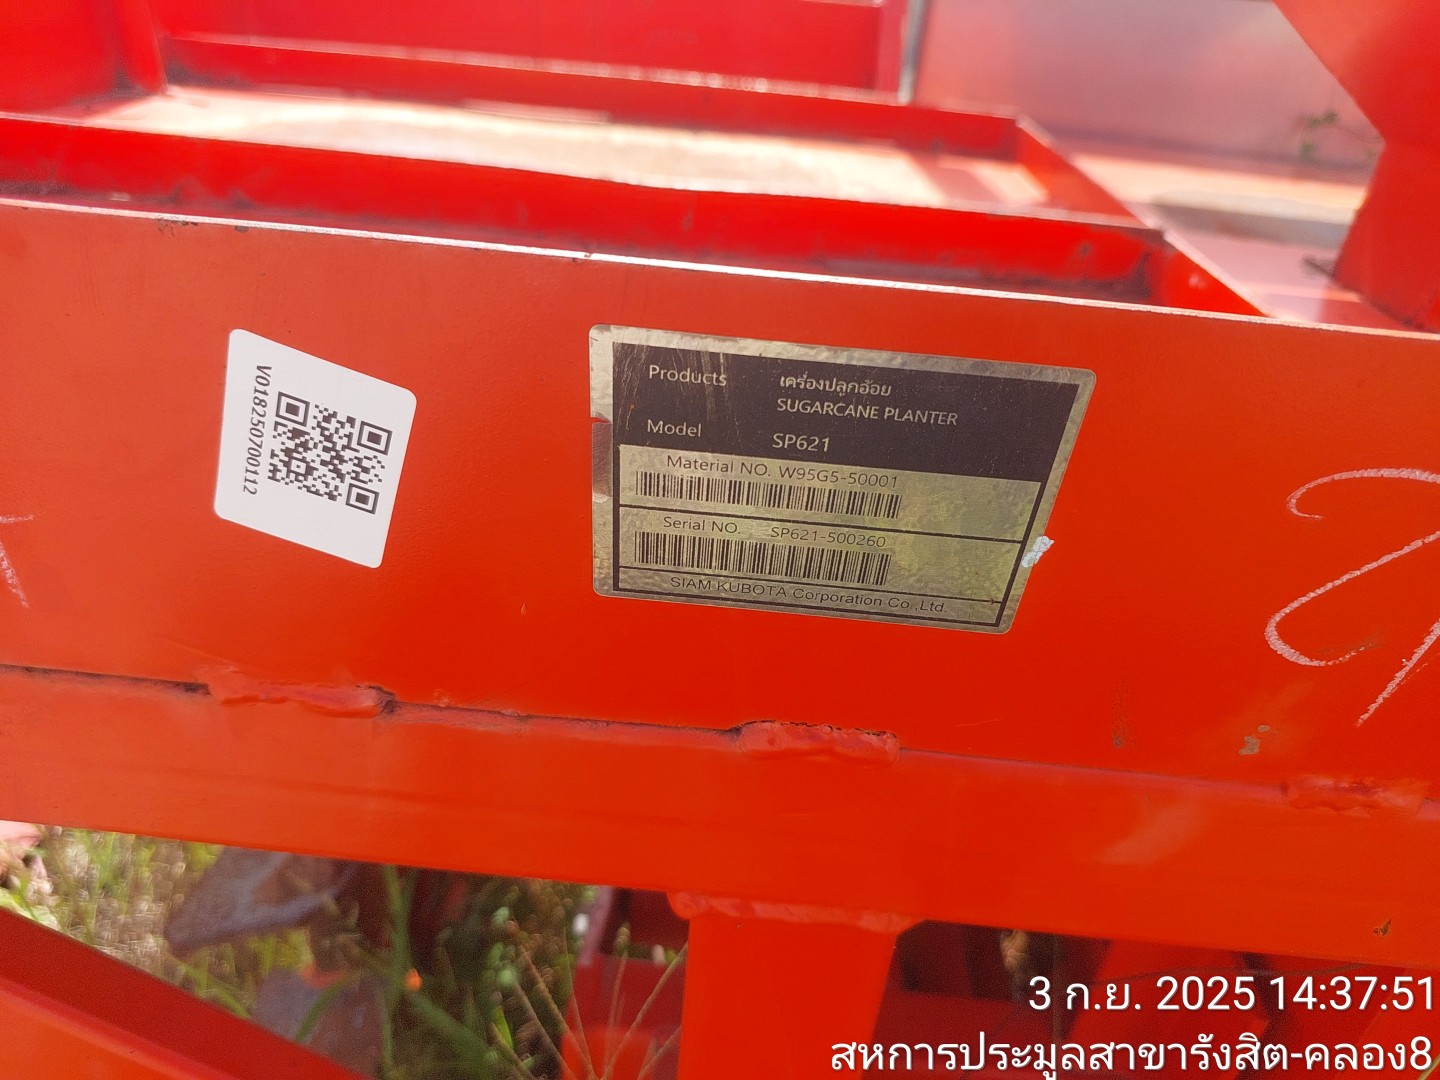 V018250700112
Products เครื่องปลูกอ้อย
SUGARCANE PLANTER
Model SP621
Material NO. W95G5-50001
Serial NO. SP621-500260
SIAM KUBOTA Corporation Co.,Ltd.
3 ก.ย. 2025 14:37:51
สหการประมูลสาขารังสิต-คลอง8